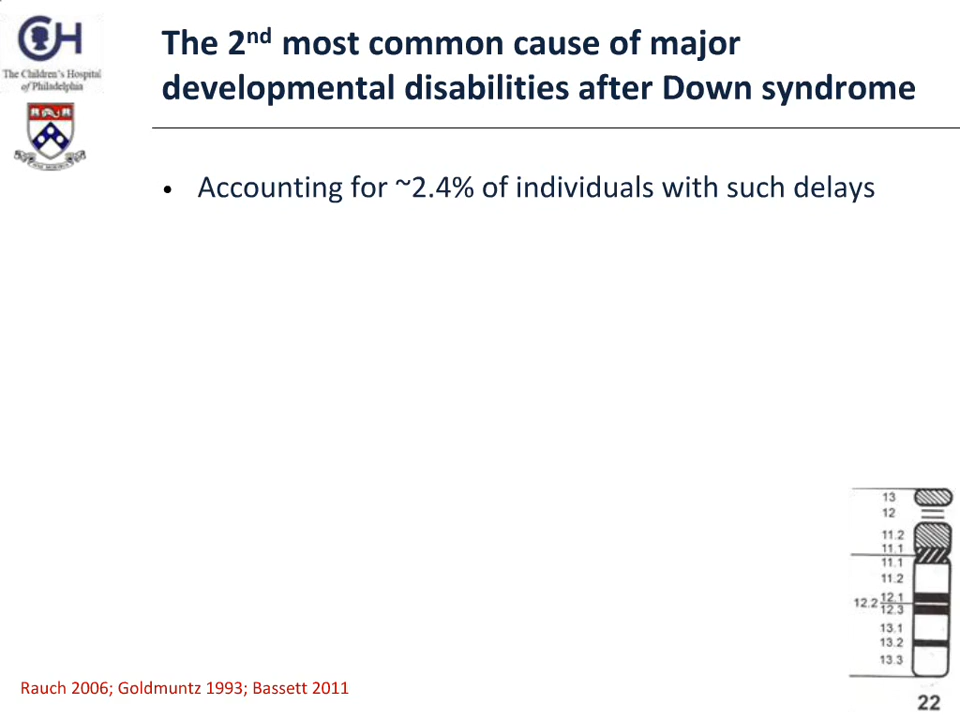 The Children's Hospital
of Philadelphia
The 2nd most common cause of major
developmental disabilities after Down syndrome
• Accounting for ~2.4% of individuals with such delays
13
12
11.2
11.1
11.1
11.2
12.1
12.2
12.3
13.1
13.2
13.3
22
Rauch 2006; Goldmuntz 1993; Bassett 2011